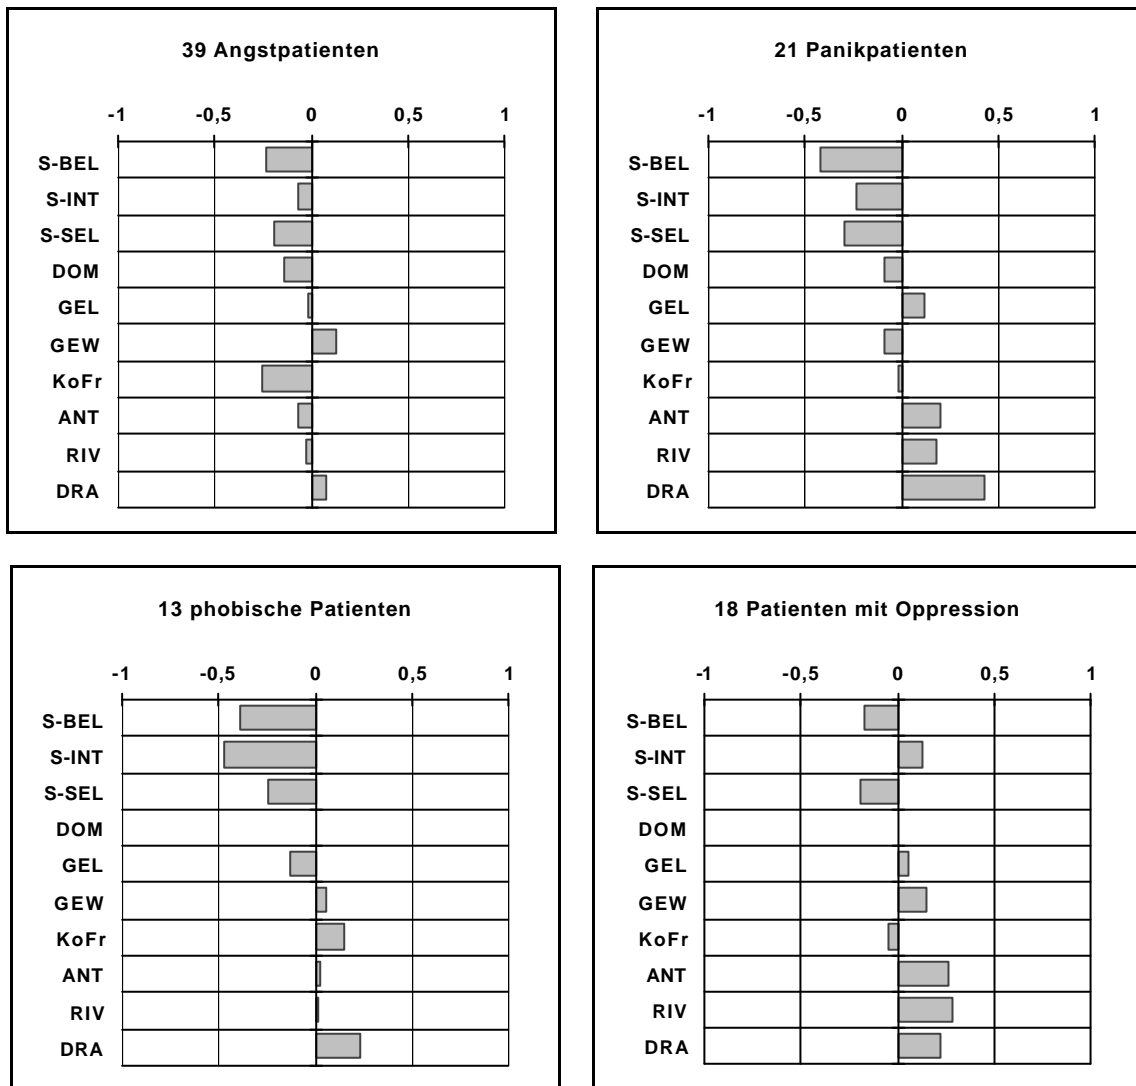 39 Angstpatienten
-1 -0,5 0 0,5 1
S-BEL
S-INT
S-SEL
DOM
GEL
GEW
KoFr
ANT
RIV
DRA
21 Panikpatienten
-1 -0,5 0 0,5 1
S-BEL
S-INT
S-SEL
DOM
GEL
GEW
KoFr
ANT
RIV
DRA
13 phobische Patienten
-1 -0,5 0 0,5 1
S-BEL
S-INT
S-SEL
DOM
GEL
GEW
KoFr
ANT
RIV
DRA
18 Patienten mit Oppression
-1 -0,5 0 0,5 1
S-BEL
S-INT
S-SEL
DOM
GEL
GEW
KoFr
ANT
RIV
DRA